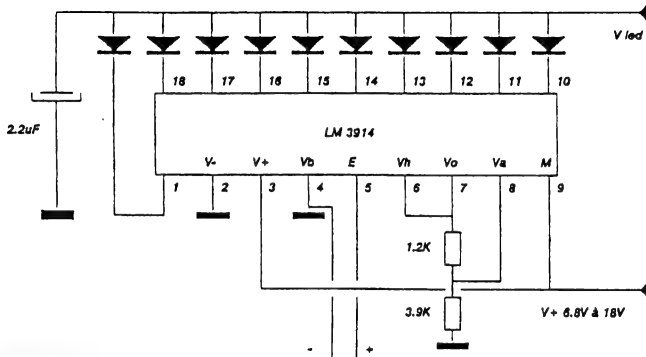 V led
18 17 16 15 14 13 12 11 10
2.2uF
LM 3914
V- V+ Vb E Vh Vo Va M
1 2 3 4 5 6 7 8 9
1.2K
3.9K
V+ 6.8V à 18V
- +